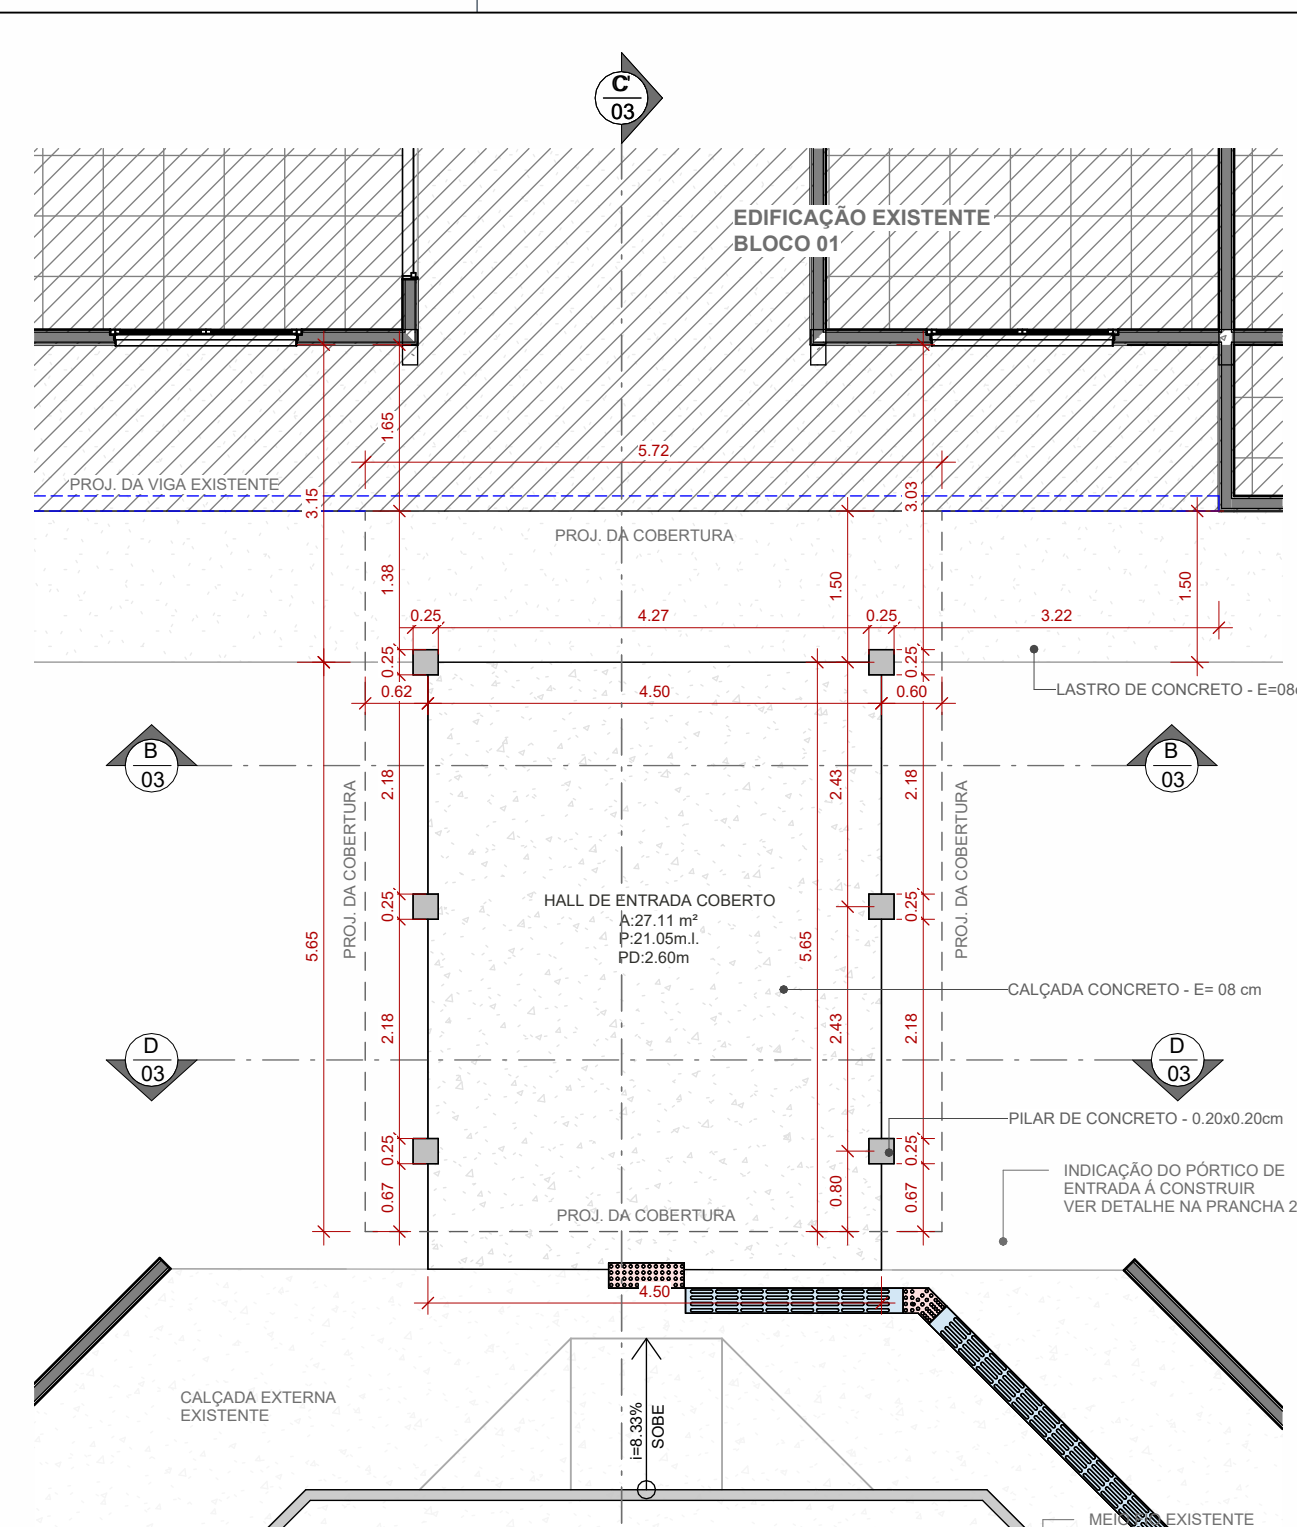 C'
03
EDIFICAÇÃO EXISTENTE
BLOCO 01
1.65
5.72
PROJ. DA VIGA EXISTENTE
3.15
3.03
PROJ. DA COBERTURA
1.38
1.50
1.50
0.25
4.27
0.25
3.22
0.25
0.25
LASTRO DE CONCRETO - E=08
0.62
4.50
0.60
B
03
B
03
2.18
2.43
2.18
PROJ. DA COBERTURA
PROJ. DA COBERTURA
HALL DE ENTRADA COBERTO
A:27.11 m²
P:21.05m.l.
PD:2.60m
0.25
0.25
5.65
5.65
CALÇADA CONCRETO - E= 08 cm
2.18
2.43
2.18
D
03
D
03
PILAR DE CONCRETO - 0.20x0.20cm
0.25
0.25
INDICAÇÃO DO PÓRTICO DE
ENTRADA Á CONSTRUIR
VER DETALHE NA PRANCHA 2
0.67
0.80
0.67
PROJ. DA COBERTURA
4.50
CALÇADA EXTERNA
EXISTENTE
i=8.33%
SOBE
EXISTENTE